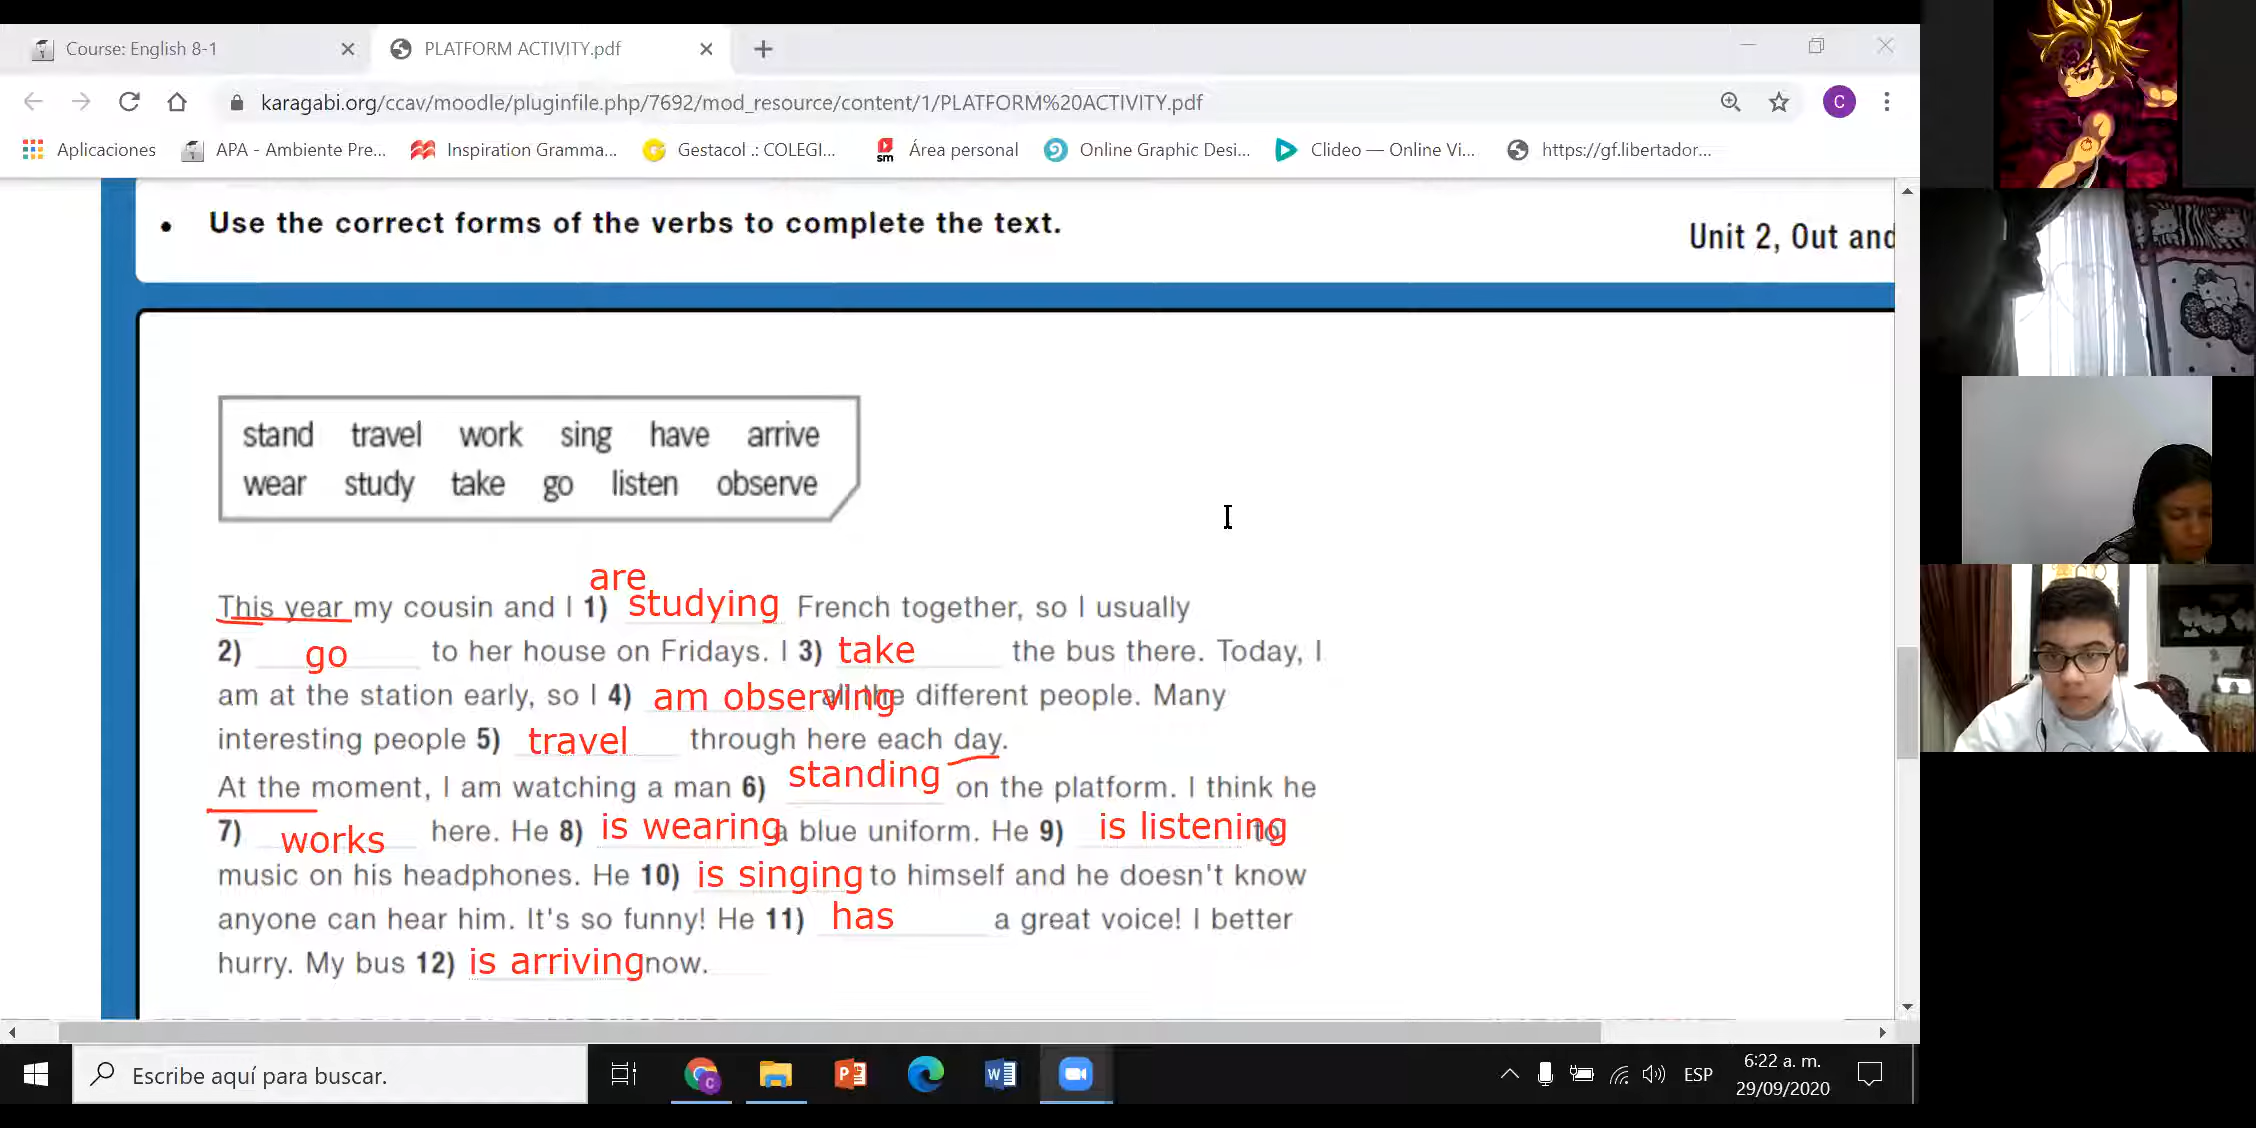 Course: English 8-1
PLATFORM ACTIVITY.pdf
karagabi.org/ccav/moodle/pluginfile.php/7692/mod_resource/content/1/PLATFORM%20ACTIVITY.pdf
C
Aplicaciones
APA - Ambiente Pre...
Inspiration Gramma...
Gestacol .: COLEGI...
sm
Área personal
Online Graphic Desi...
Clideo — Online Vi...
https://gf.libertador...
• Use the correct forms of the verbs to complete the text.
Unit 2, Out and
stand travel work sing have arrive
wear study take go listen observe
are
This year my cousin and I 1) studying French together, so I usually
2) go to her house on Fridays. I 3) take the bus there. Today, I
am at the station early, so I 4) am observing all the different people. Many
interesting people 5) travel through here each day.
At the moment, I am watching a man 6) standing on the platform. I think he
7) works here. He 8) is wearing a blue uniform. He 9) is listening to
music on his headphones. He 10) is singing to himself and he doesn't know
anyone can hear him. It's so funny! He 11) has a great voice! I better
hurry. My bus 12) is arriving now.
Escribe aquí para buscar.
ESP
6:22 a. m.
29/09/2020